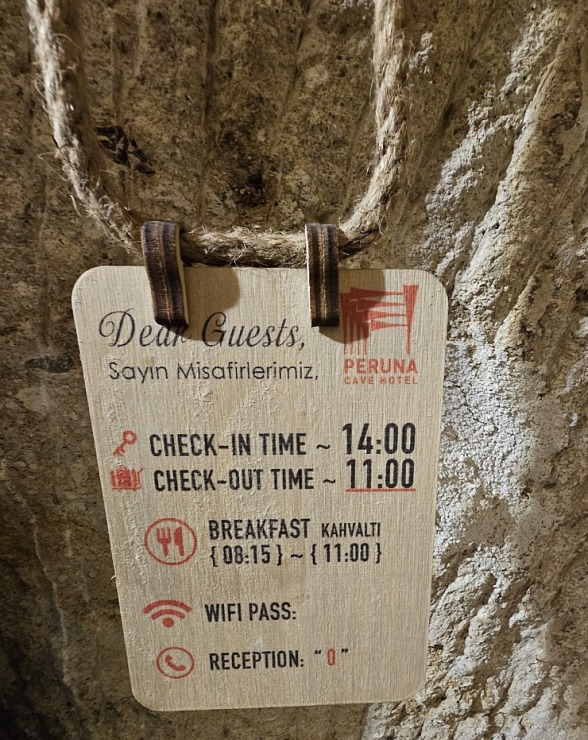 Dear Guests,
Sayın Misafirlerimiz,
PERUNA
CAVE HOTEL
CHECK-IN TIME ~ 14:00
CHECK-OUT TIME ~ 11:00
BREAKFAST KAHVALTI
{ 08:15 } ~ { 11:00 }
WIFI PASS:
RECEPTION: “ 0 ”